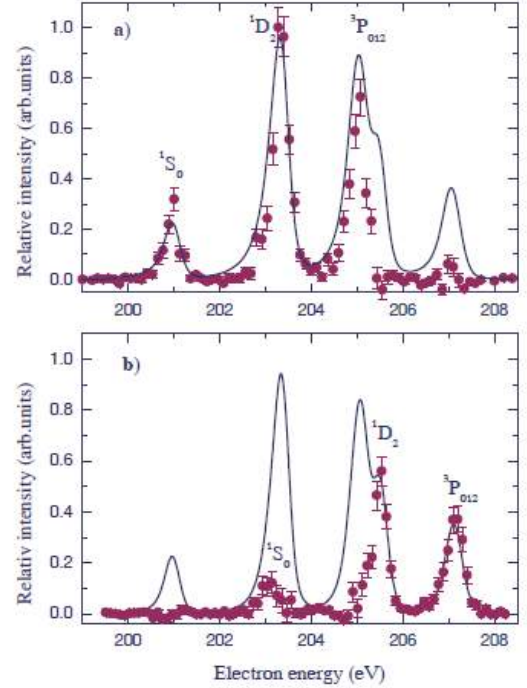 a)
¹D₂
³P₀₁₂
¹S₀
Relative intensity (arb.units)
1.0
0.8
0.6
0.4
0.2
0.0
200 202 204 206 208
b)
¹D₂
³P₀₁₂
¹S₀
Relativ intensity (arb.units)
1.0
0.8
0.6
0.4
0.2
0.0
200 202 204 206 208
Electron energy (eV)